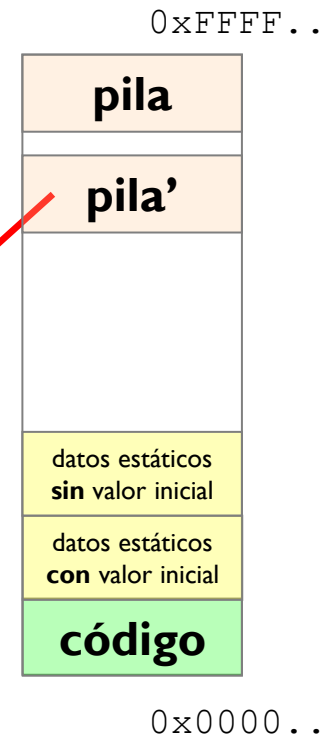 0xFFFF..
pila
pila’
datos estáticos
sin valor inicial
datos estáticos
con valor inicial
código
0x0000..